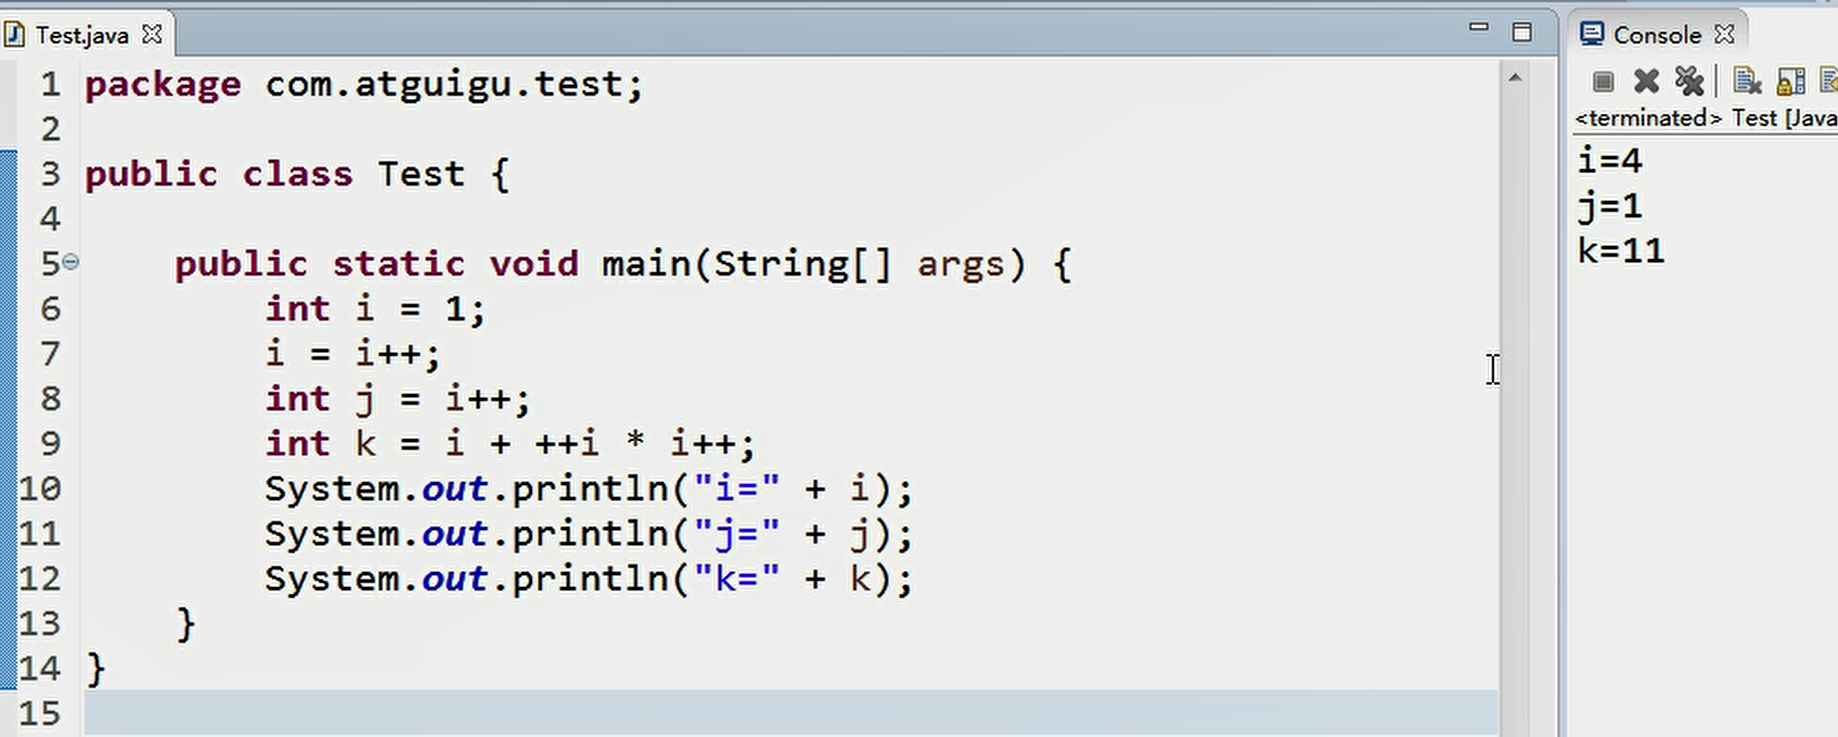 Test.java
1 package com.atguigu.test;
2
3 public class Test {
4
5 public static void main(String[] args) {
6 int i = 1;
7 i = i++;
8 int j = i++;
9 int k = i + ++i * i++;
10 System.out.println("i=" + i);
11 System.out.println("j=" + j);
12 System.out.println("k=" + k);
13 }
14 }
15
Console
<terminated> Test [Java
i=4
j=1
k=11